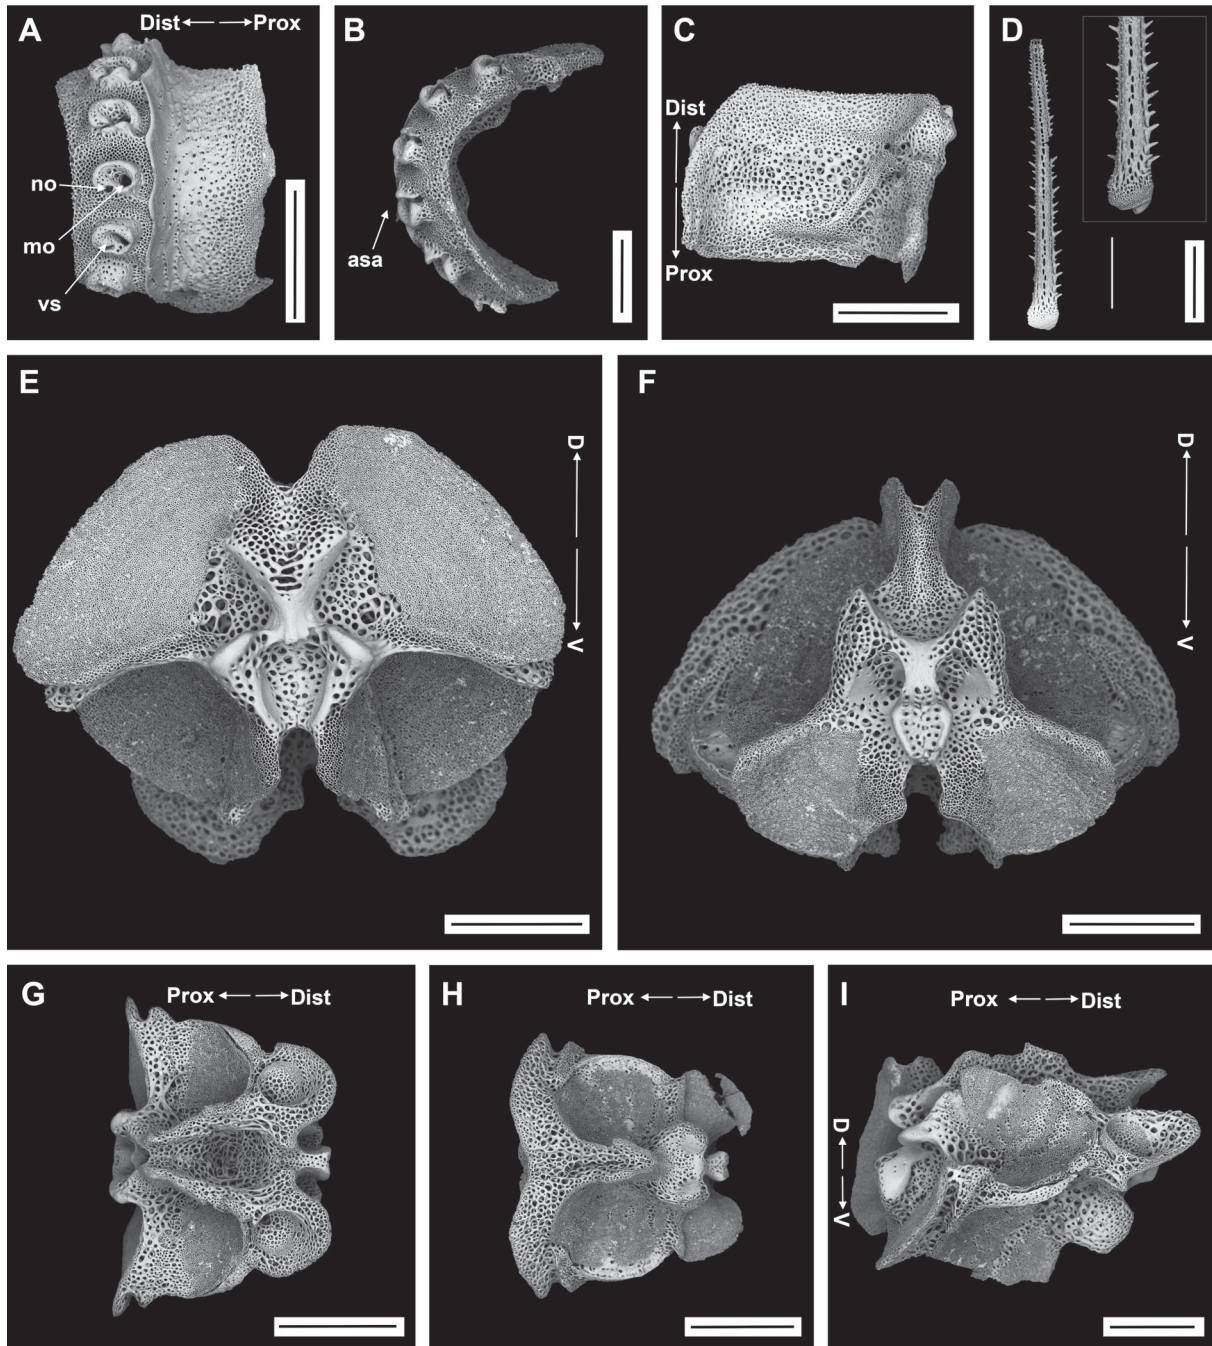 A
Dist Prox
no
mo
vs
B
asa
C
Dist
Prox
D
E
D
V
F
D
V
G
Prox Dist
H
Prox Dist
I
Prox Dist
D
V